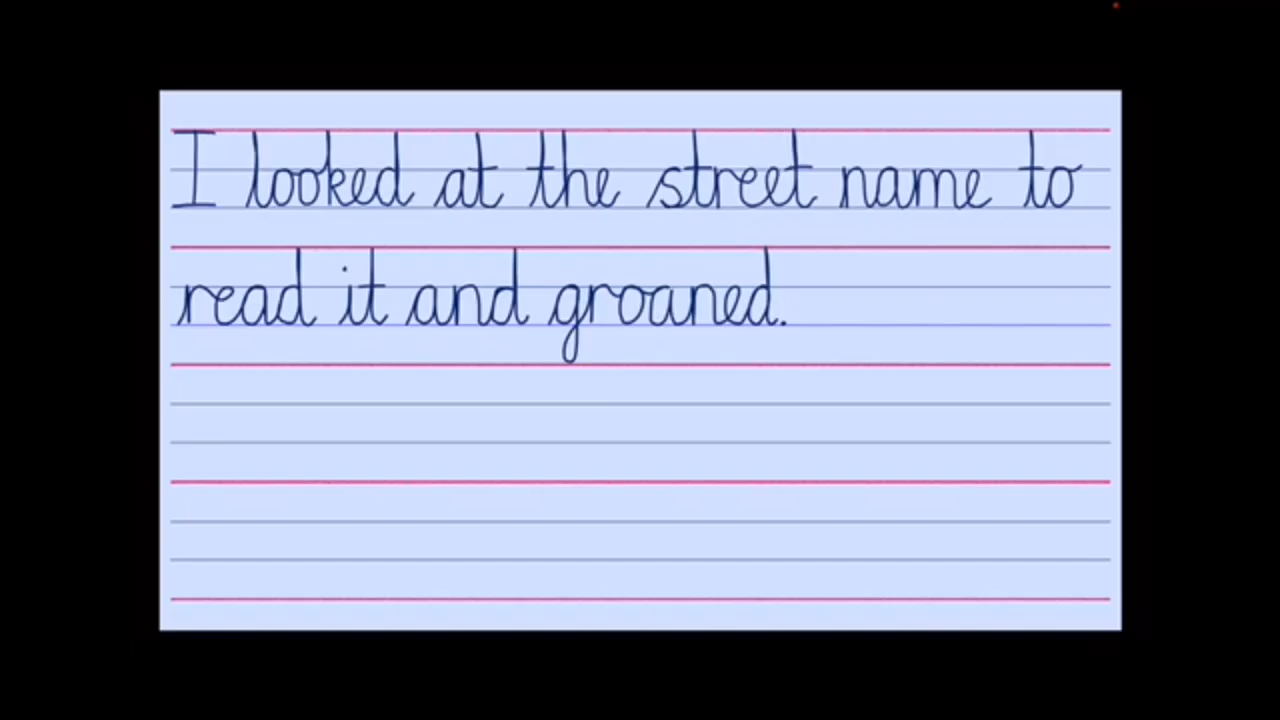 I looked at the street name to
read it and groaned.